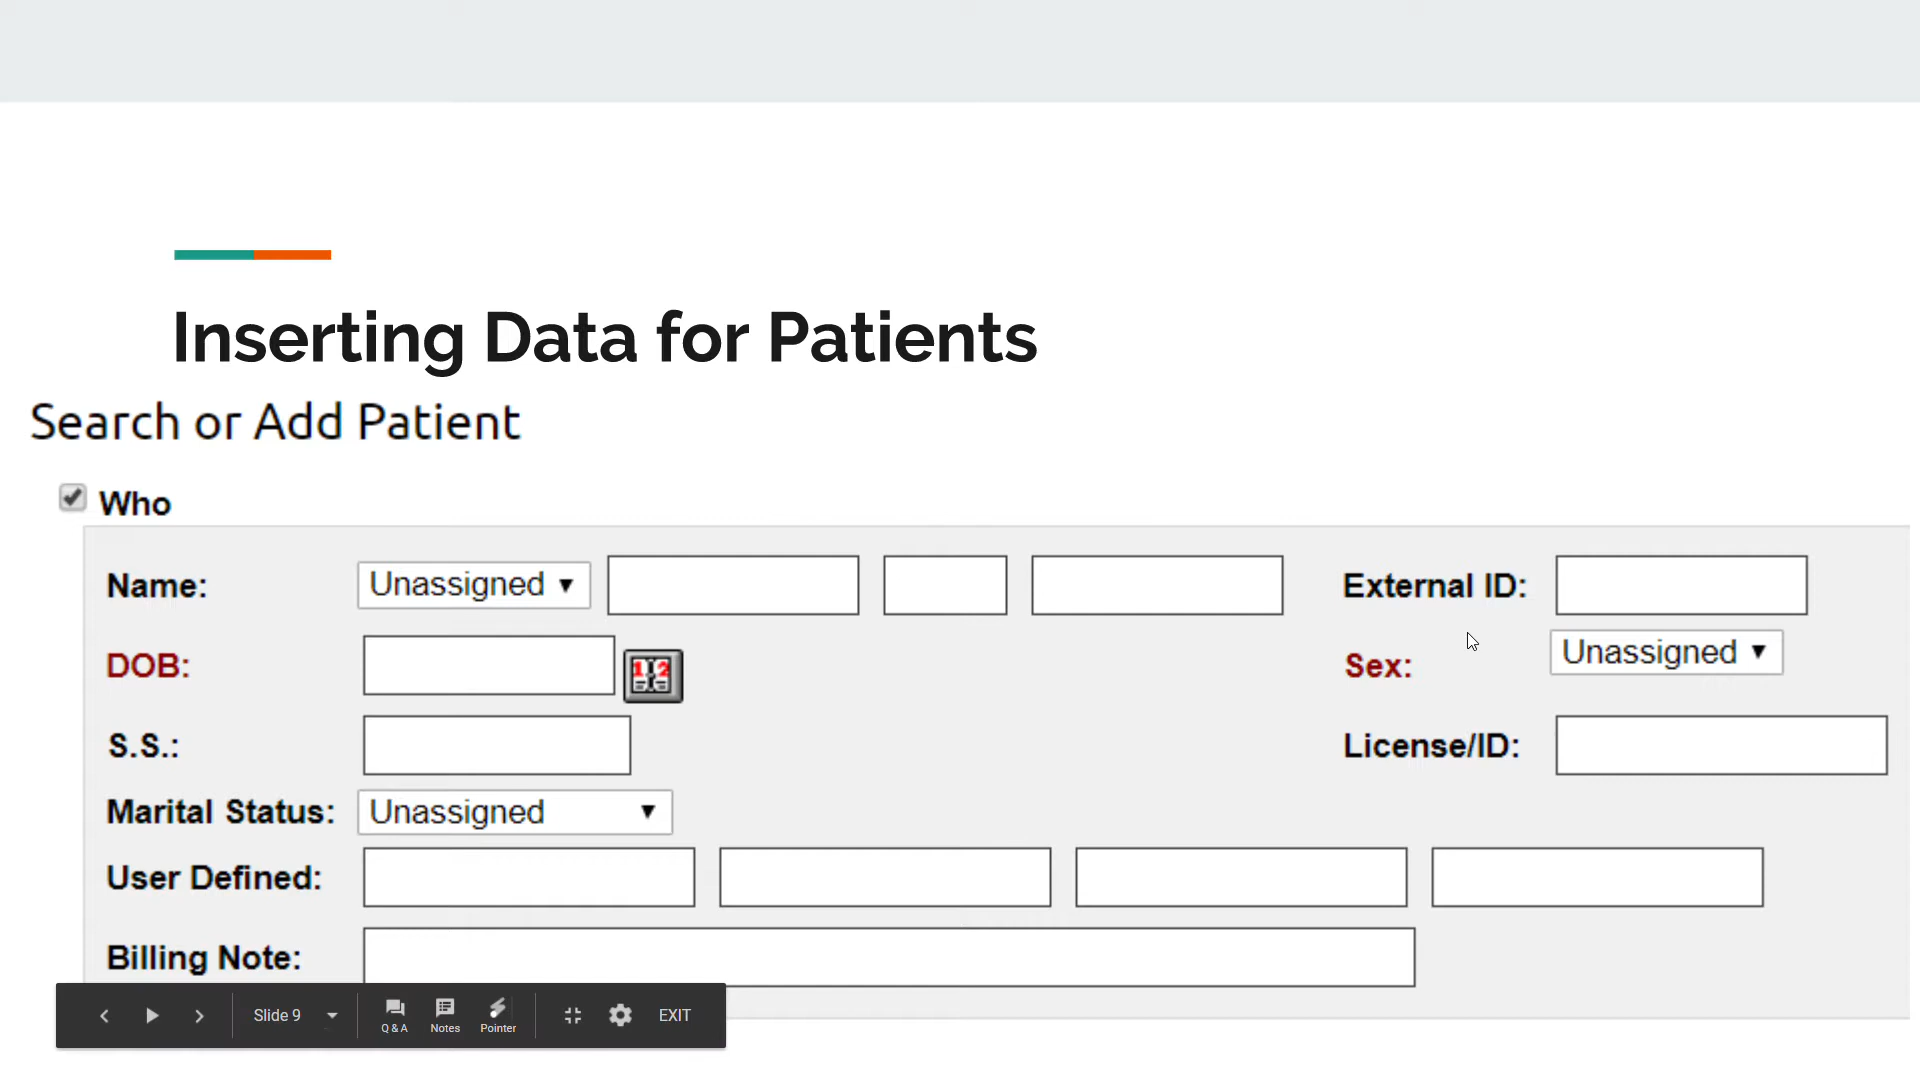 Inserting Data for Patients
Search or Add Patient
Who
Name: Unassigned External ID:
DOB: Sex: Unassigned
S.S.: License/ID:
Marital Status: Unassigned
User Defined:
Billing Note:
Slide 9 Q & A Notes Pointer EXIT